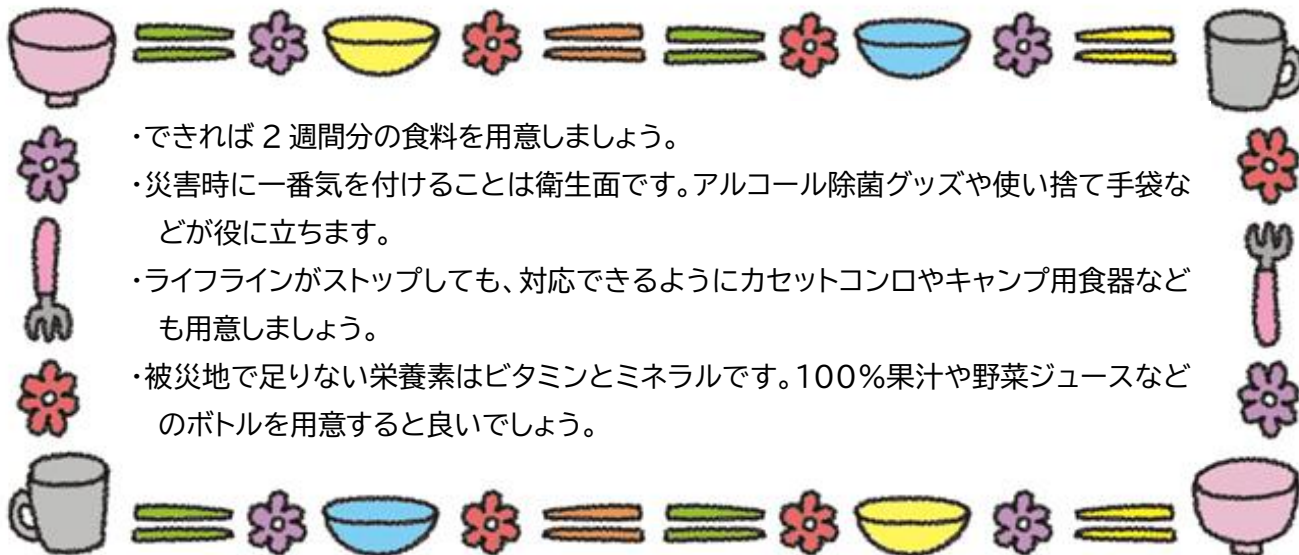 ・できれば 2 週間分の食料を用意しましょう。
・災害時に一番気を付けることは衛生面です。アルコール除菌グッズや使い捨て手袋な
どが役に立ちます。
・ライフラインがストップしても、対応できるようにカセットコンロやキャンプ用食器など
も用意しましょう。
・被災地で足りない栄養素はビタミンとミネラルです。100%果汁や野菜ジュースなど
のボトルを用意すると良いでしょう。